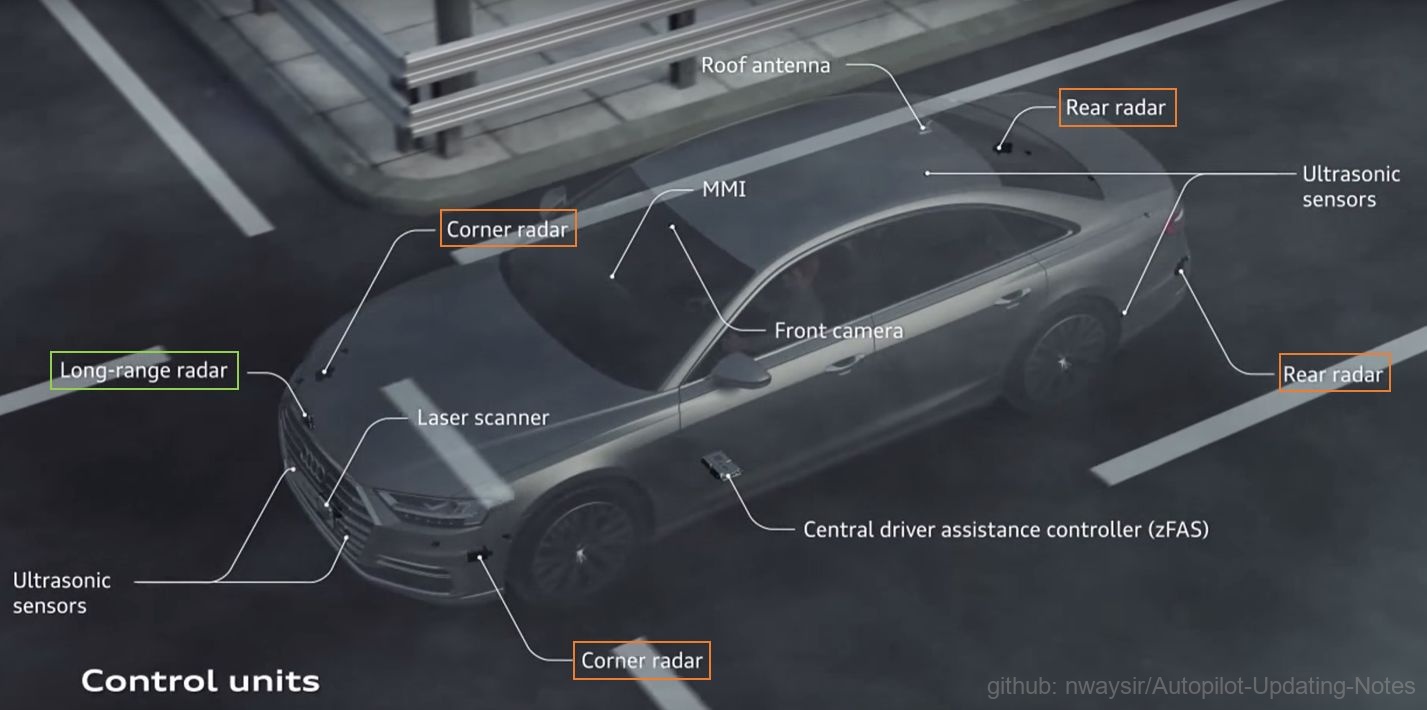 Roof antenna
Rear radar
Ultrasonic
sensors
MMI
Corner radar
Front camera
Long-range radar
Rear radar
Laser scanner
Central driver assistance controller (zFAS)
Ultrasonic
sensors
Corner radar
Control units
github: nwaysir/Autopilot-Updating-Notes